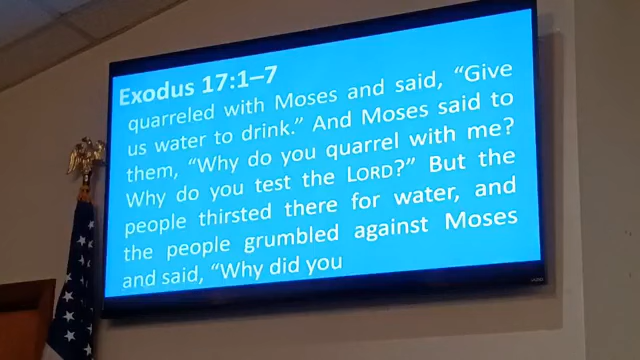 Exodus 17:1–7
quarreled with Moses and said, “Give
us water to drink.” And Moses said to
them, “Why do you quarrel with me?
Why do you test the LORD?” But the
people thirsted there for water, and
the people grumbled against Moses
and said, “Why did you
VIZIO